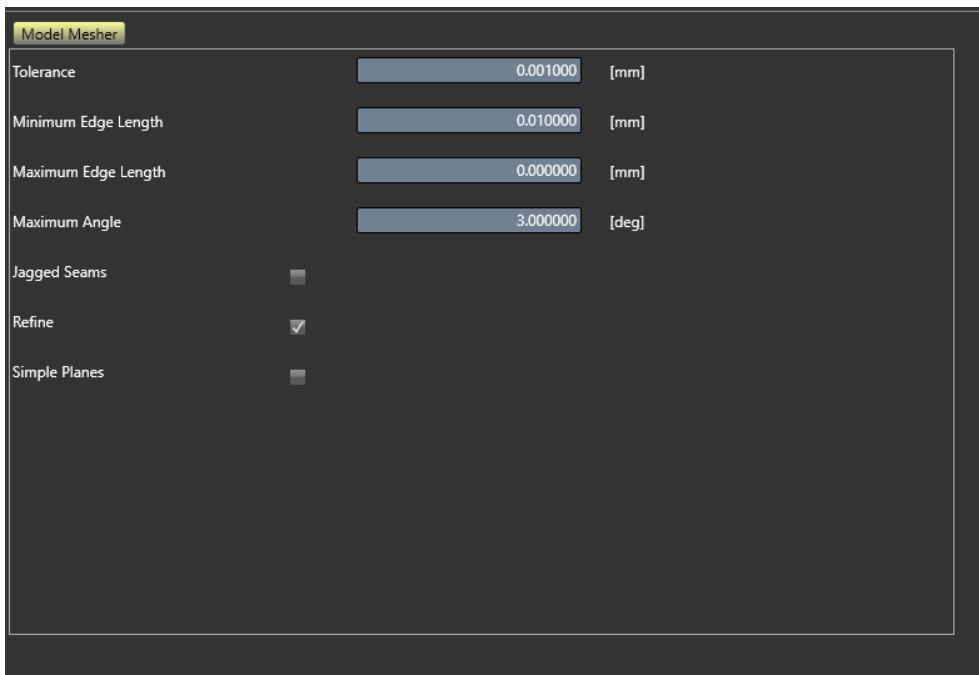 Model Mesher
Tolerance 0.001000 [mm]
Minimum Edge Length 0.010000 [mm]
Maximum Edge Length 0.000000 [mm]
Maximum Angle 3.000000 [deg]
Jagged Seams
Refine
Simple Planes